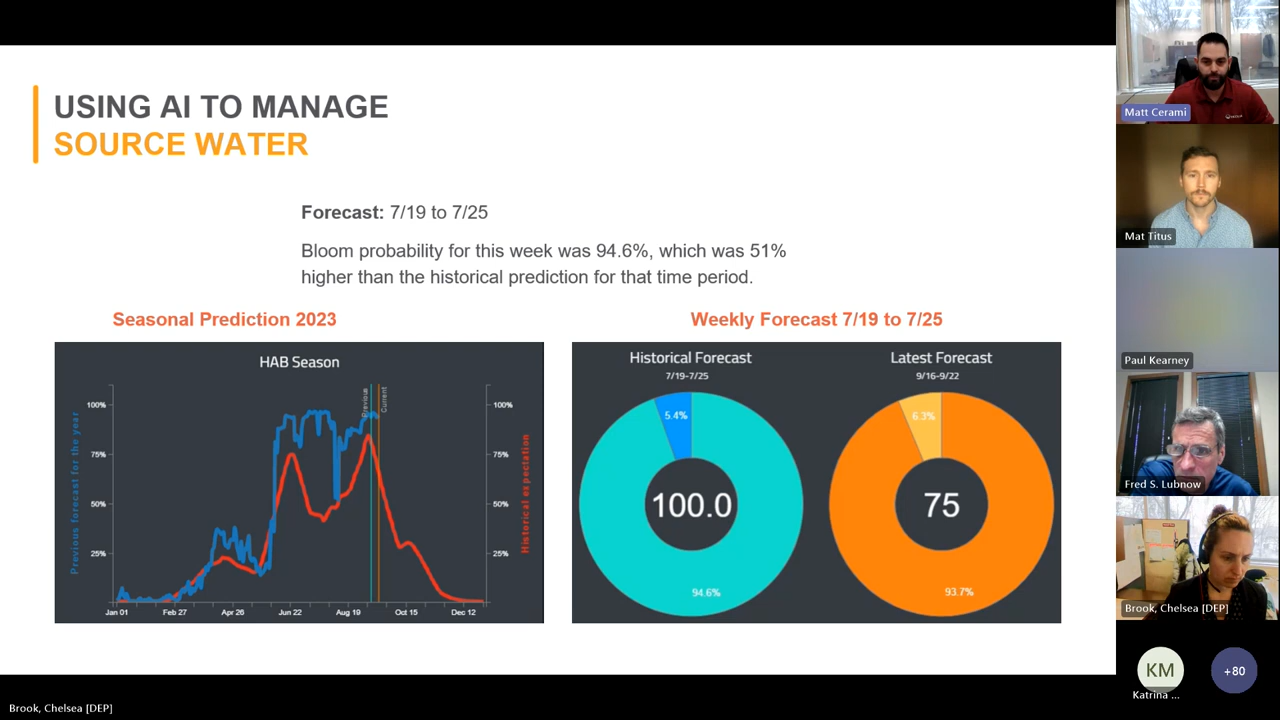 USING AI TO MANAGE
SOURCE WATER
Forecast: 7/19 to 7/25
Bloom probability for this week was 94.6%, which was 51%
higher than the historical prediction for that time period.
Seasonal Prediction 2023
Weekly Forecast 7/19 to 7/25
HAB Season
Previous forecast for the year
100%
75%
50%
25%
Previous
Current
100%
75%
50%
25%
Historical expectation
Jan 01
Feb 27
Apr 26
Jun 22
Aug 19
Oct 15
Dec 12
Historical Forecast
7/19-7/25
5.4%
100.0
94.6%
Latest Forecast
9/16-9/22
6.3%
75
93.7%
Matt Cerami
Mat Titus
Paul Kearney
Fred S. Lubnow
Brook, Chelsea [DEP]
KM
Katrina ...
+80
Brook, Chelsea [DEP]